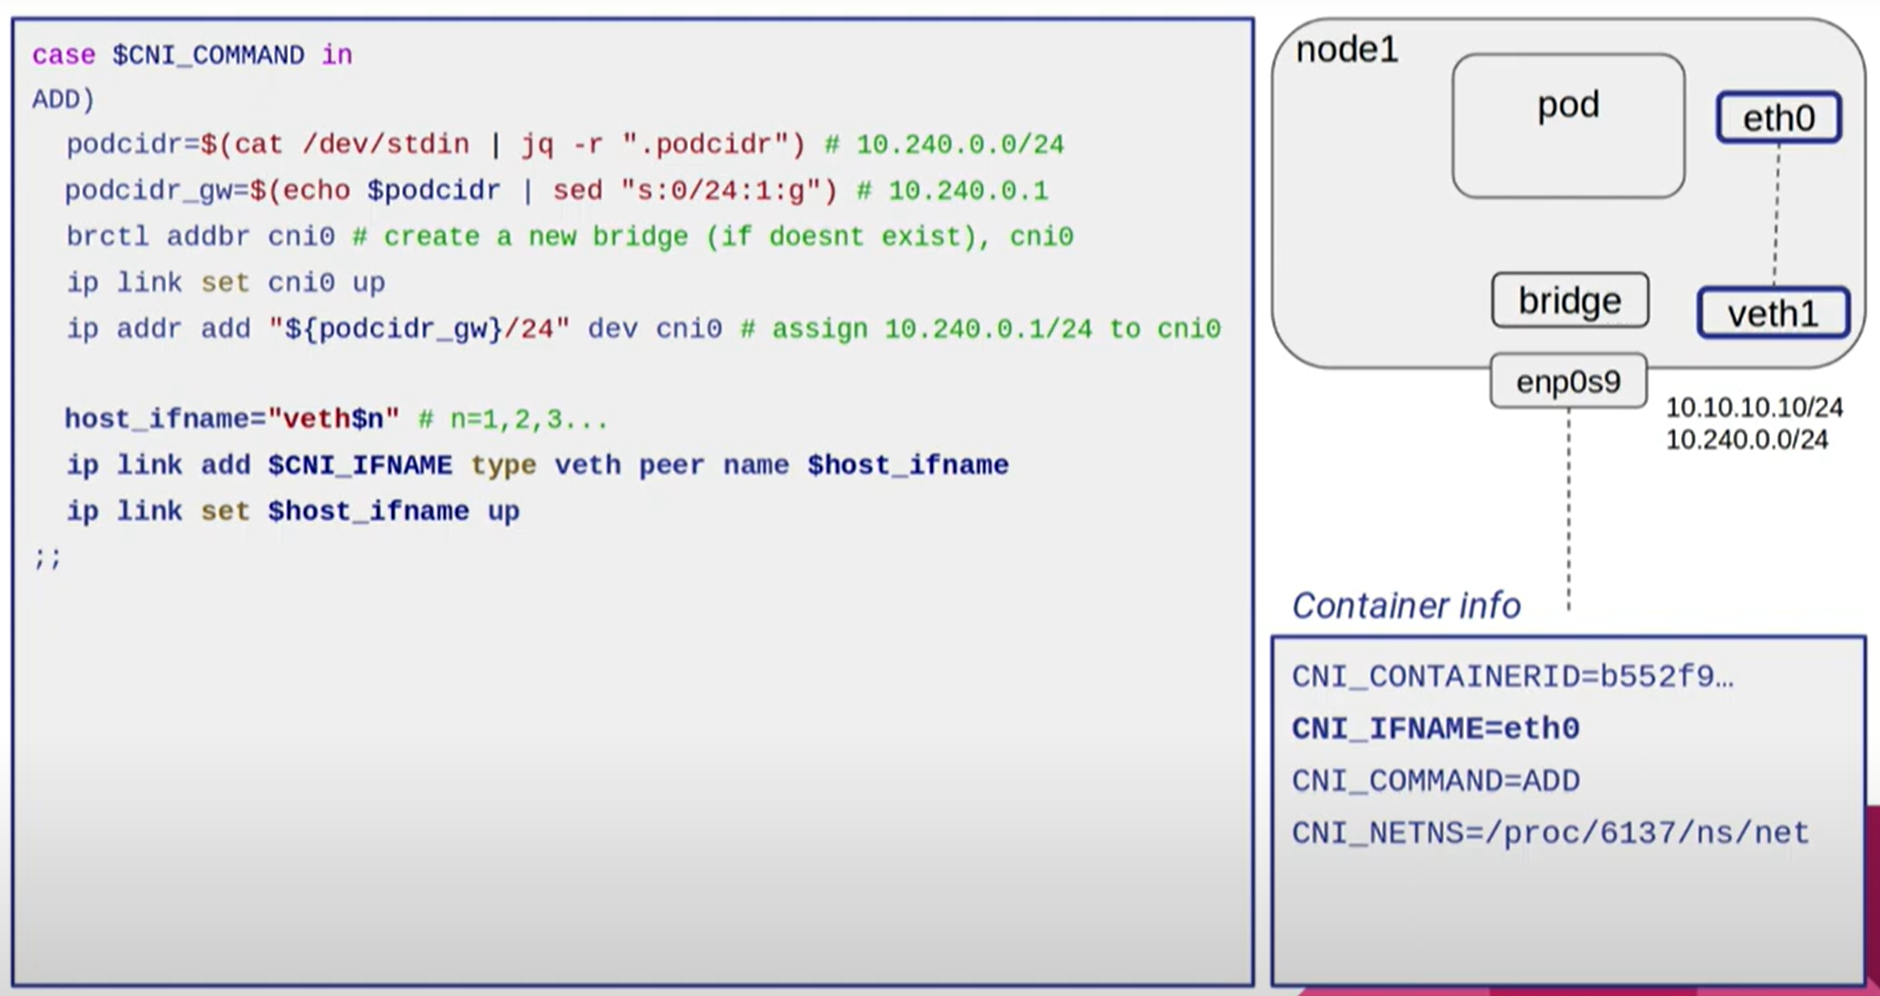 case $CNI_COMMAND in
ADD)
podcidr=$(cat /dev/stdin | jq -r ".podcidr") # 10.240.0.0/24
podcidr_gw=$(echo $podcidr | sed "s:0/24:1:g") # 10.240.0.1
brctl addbr cni0 # create a new bridge (if doesnt exist), cni0
ip link set cni0 up
ip addr add "${podcidr_gw}/24" dev cni0 # assign 10.240.0.1/24 to cni0
host_ifname="veth$n" # n=1,2,3...
ip link add $CNI_IFNAME type veth peer name $host_ifname
ip link set $host_ifname up
;;
node1
pod
eth0
bridge
veth1
enp0s9
10.10.10.10/24
10.240.0.0/24
Container info
CNI_CONTAINERID=b552f9…
CNI_IFNAME=eth0
CNI_COMMAND=ADD
CNI_NETNS=/proc/6137/ns/net